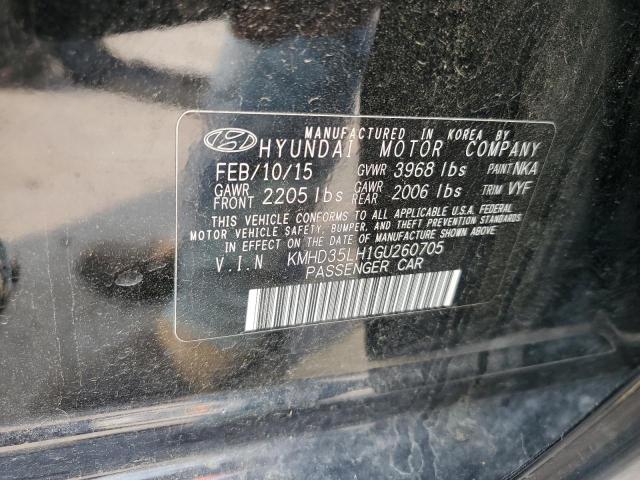 MANUFACTURED IN KOREA BY
HYUNDAI MOTOR COMPANY
FEB/10/15 GVWR 3968 lbs PAINT NKA
GAWR FRONT 2205 lbs GAWR REAR 2006 lbs TRIM VYF
THIS VEHICLE CONFORMS TO ALL APPLICABLE U.S.A. FEDERAL
MOTOR VEHICLE SAFETY, BUMPER, AND THEFT PREVENTION STANDARDS
IN EFFECT ON THE DATE OF MANUFACTURE SHOWN ABOVE.
V.I.N KMHD35LH1GU260705
PASSENGER CAR